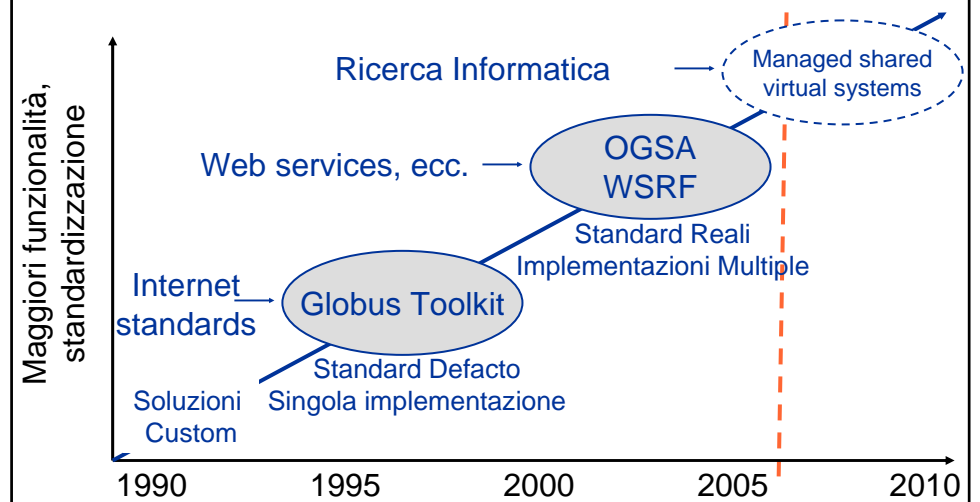 Maggiori funzionalità,
standardizzazione
Ricerca Informatica
Managed shared
virtual systems
Web services, ecc.
OGSA
WSRF
Standard Reali
Implementazioni Multiple
Internet
standards
Globus Toolkit
Standard Defacto
Singola implementazione
Soluzioni
Custom
1990 1995 2000 2005 2010